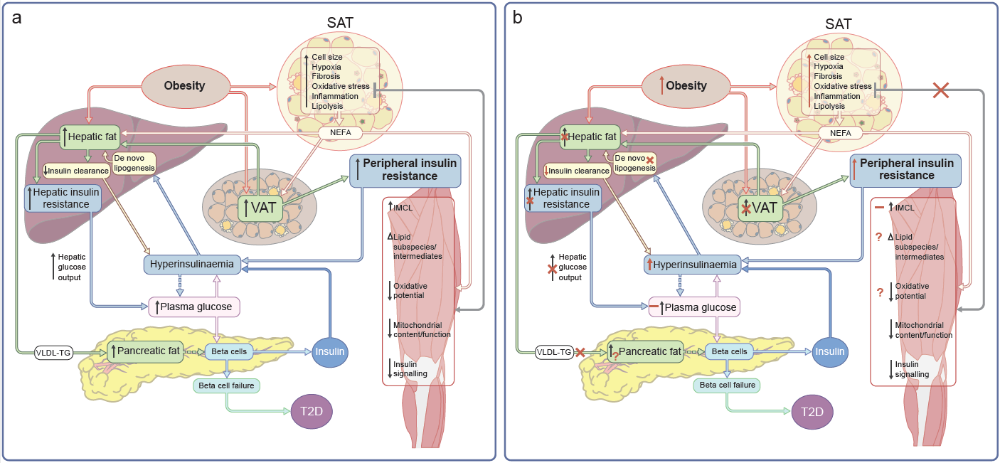 a
SAT
Cell size
Hypoxia
Fibrosis
Oxidative stress
Inflammation
Lipolysis
Obesity
NEFA
Hepatic fat
De novo
lipogenesis
Insulin clearance
Hepatic insulin
resistance
VAT
Peripheral insulin
resistance
IMCL
Δ Lipid
subspecies/
intermediates
Hepatic
glucose
output
Hyperinsulinaemia
Oxidative
potential
Plasma glucose
Mitochondrial
content/function
VLDL-TG
Pancreatic fat
Beta cells
Insulin
Insulin
signalling
Beta cell failure
T2D
b
SAT
Cell size
Hypoxia
Fibrosis
Oxidative stress
Inflammation
Lipolysis
Obesity
NEFA
Hepatic fat
De novo
lipogenesis
Insulin clearance
Hepatic insulin
resistance
VAT
Peripheral insulin
resistance
IMCL
? Δ Lipid
subspecies/
intermediates
Hepatic
glucose
output
Hyperinsulinaemia
? Oxidative
potential
Plasma glucose
Mitochondrial
content/function
VLDL-TG
? Pancreatic fat
Beta cells
Insulin
Insulin
signalling
Beta cell failure
T2D